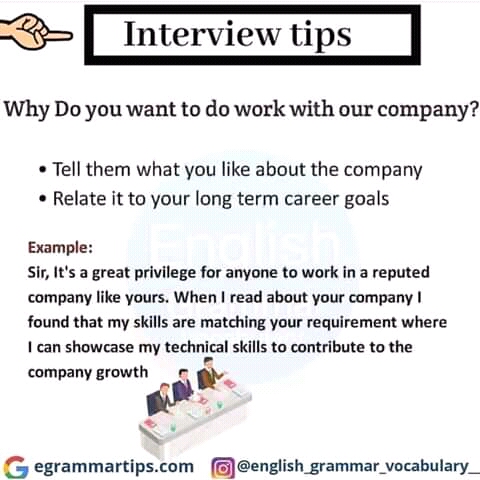 Interview tips
Why Do you want to do work with our company?
• Tell them what you like about the company
• Relate it to your long term career goals
English
Example:
Sir, It's a great privilege for anyone to work in a reputed
company like yours. When I read about your company I
found that my skills are matching your requirement where
I can showcase my technical skills to contribute to the
company growth
egrammartips.com @english_grammar_vocabulary__